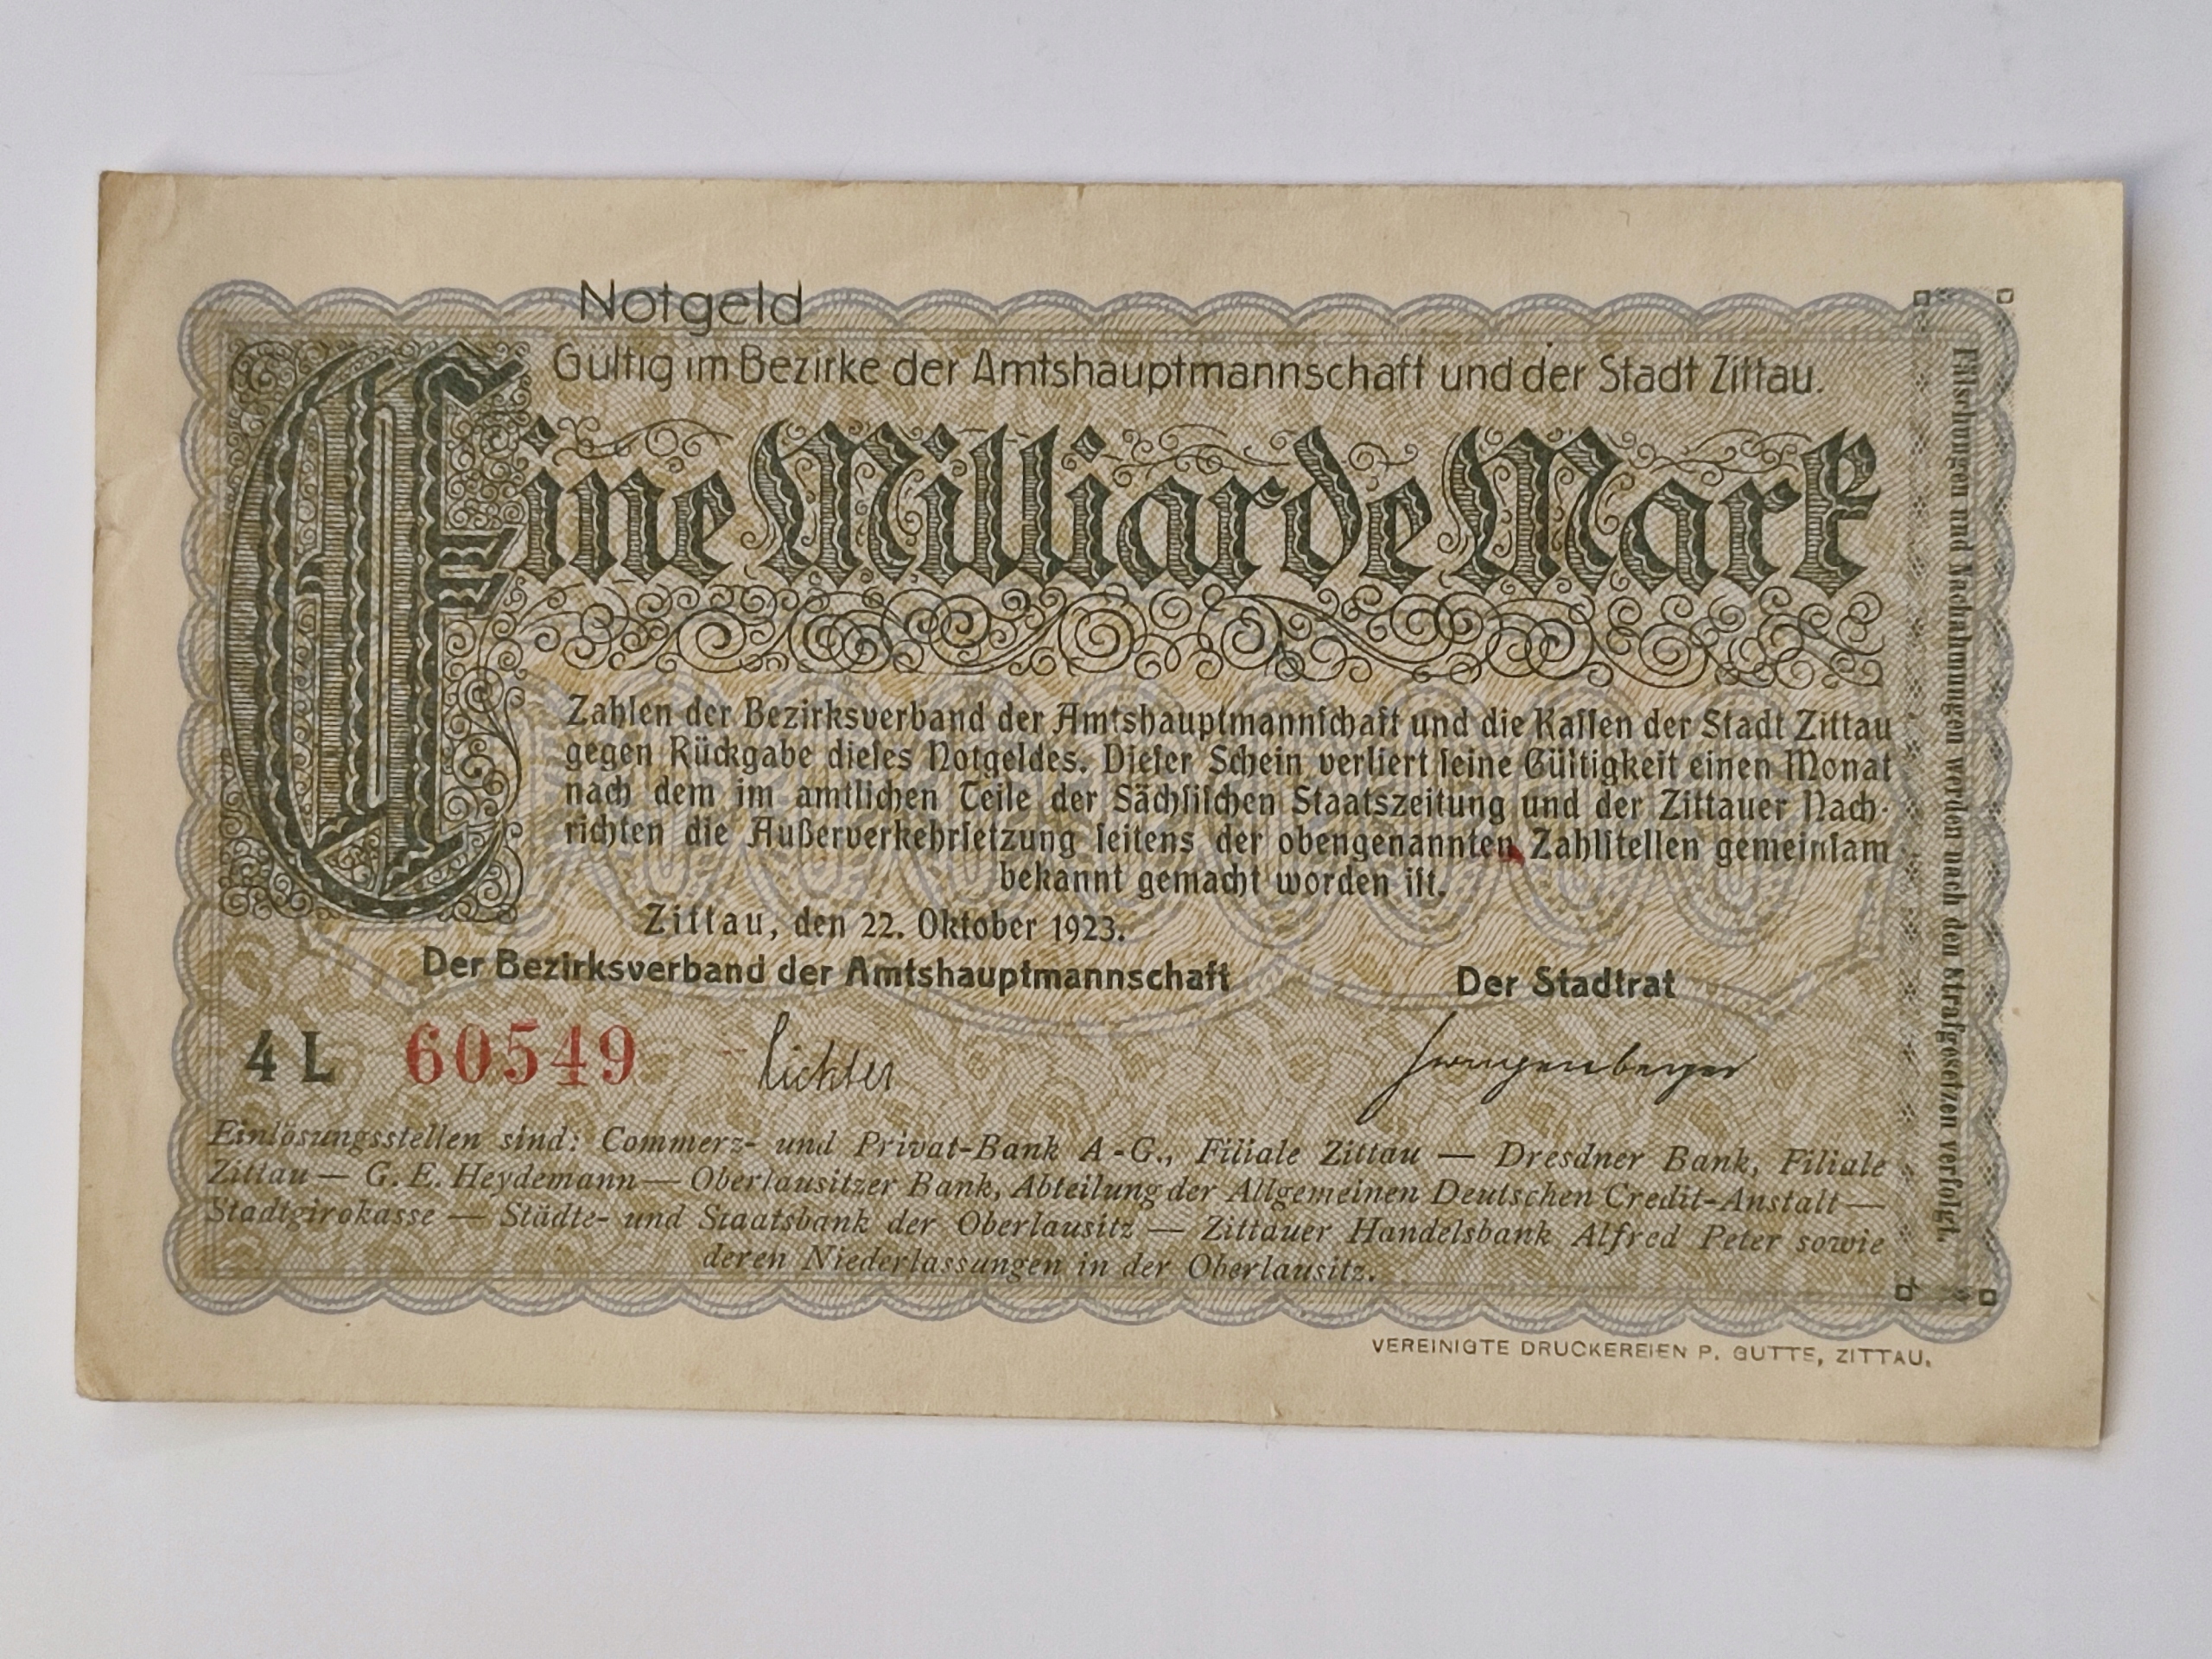 Notgeld
Gültig im Bezirke der Amtshauptmannschaft und der Stadt Zittau.
Eine Milliarde Mark
Zahlen der Bezirksverband der Amtshauptmannſchaft und die Kaſſen der Stadt Zittau
gegen Rückgabe dieſes Notgeldes. Dieſer Schein verliert ſeine Gültigkeit einen Monat
nach dem im amtlichen Teile der Sächſiſchen Staatszeitung und der Zittauer Nach-
richten die Außerverkehrſetzung ſeitens der obengenannten Zahlſtellen gemeinſam
bekannt gemacht worden iſt.
Zittau, den 22. Oktober 1923.
Der Bezirksverband der Amtshauptmannschaft
Der Stadtrat
4 L 60549
Richter
Zwingenberger
Einlösungsstellen sind: Commerz- und Privat-Bank A.-G., Filiale Zittau — Dresdner Bank, Filiale
Zittau — G. E. Heydemann — Oberlausitzer Bank, Abteilung der Allgemeinen Deutschen Credit-Anstalt —
Stadtgirokasse — Städte- und Staatsbank der Oberlausitz — Zittauer Handelsbank Alfred Peter sowie
deren Niederlassungen in der Oberlausitz.
Fälschungen und Nachahmungen werden nach den Strafgesetzen verfolgt.
VEREINIGTE DRUCKEREIEN P. GUTTE, ZITTAU.